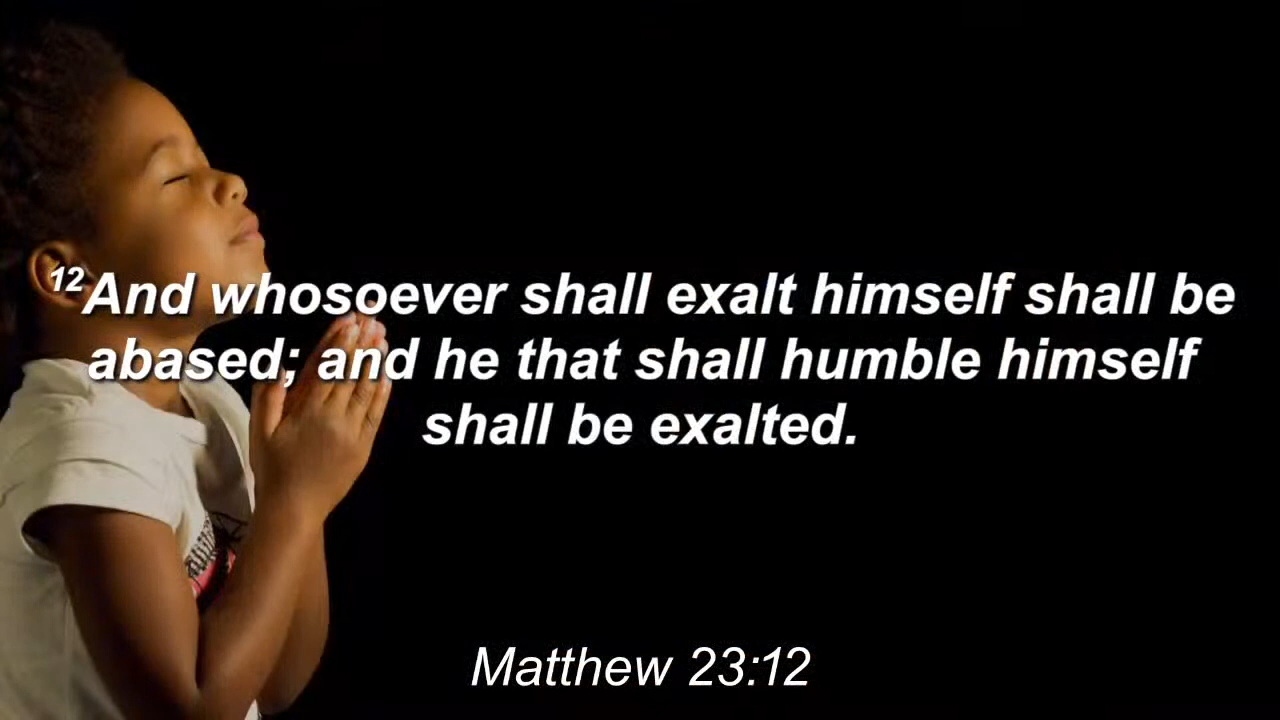 12And whosoever shall exalt himself shall be
abased; and he that shall humble himself
shall be exalted.
Matthew 23:12